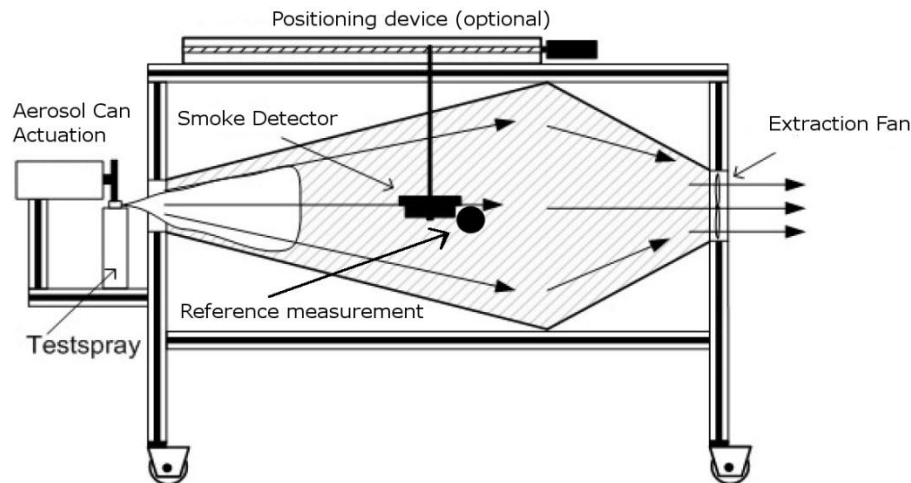 Positioning device (optional)
Aerosol Can
Actuation
Smoke Detector
Extraction Fan
Reference measurement
Testspray